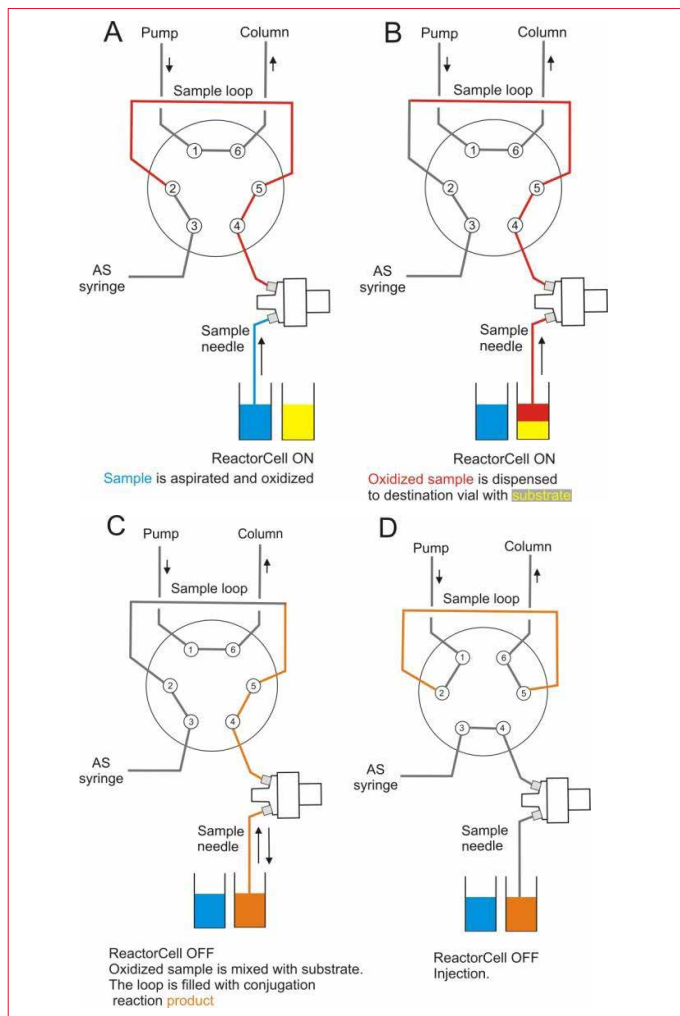 A
Pump
Column
Sample loop
1
6
2
5
3
4
AS
syringe
Sample
needle
ReactorCell ON
Sample is aspirated and oxidized
B
Pump
Column
Sample loop
1
6
2
5
3
4
AS
syringe
Sample
needle
ReactorCell ON
Oxidized sample is dispensed
to destination vial with substrate
C
Pump
Column
Sample loop
1
6
2
5
3
4
AS
syringe
Sample
needle
ReactorCell OFF
Oxidized sample is mixed with substrate.
The loop is filled with conjugation
reaction product
D
Pump
Column
Sample loop
1
6
2
5
3
4
AS
syringe
Sample
needle
ReactorCell OFF
Injection.